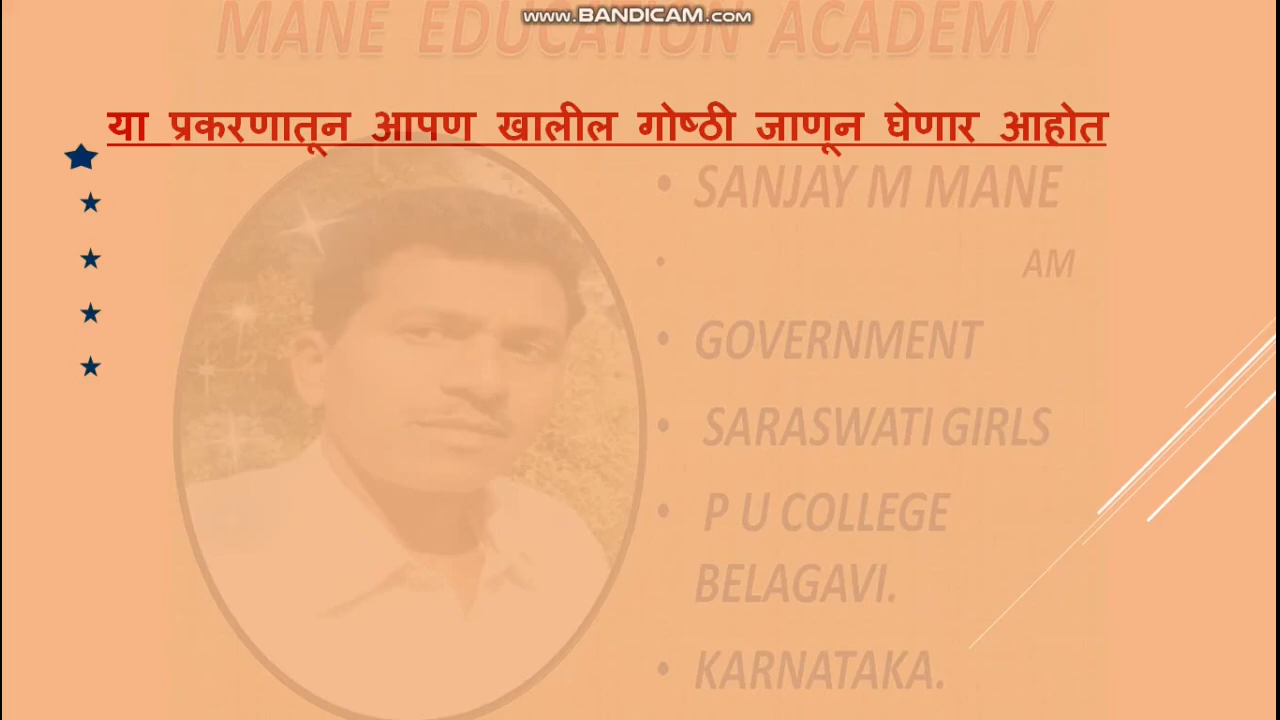 www.BANDICAM.com
MANE EDUCATION ACADEMY
या प्रकरणातून आपण खालील गोष्ठी जाणून घेणार आहोत
SANJAY M MANE
AM
GOVERNMENT
SARASWATI GIRLS
P U COLLEGE
BELAGAVI.
KARNATAKA.